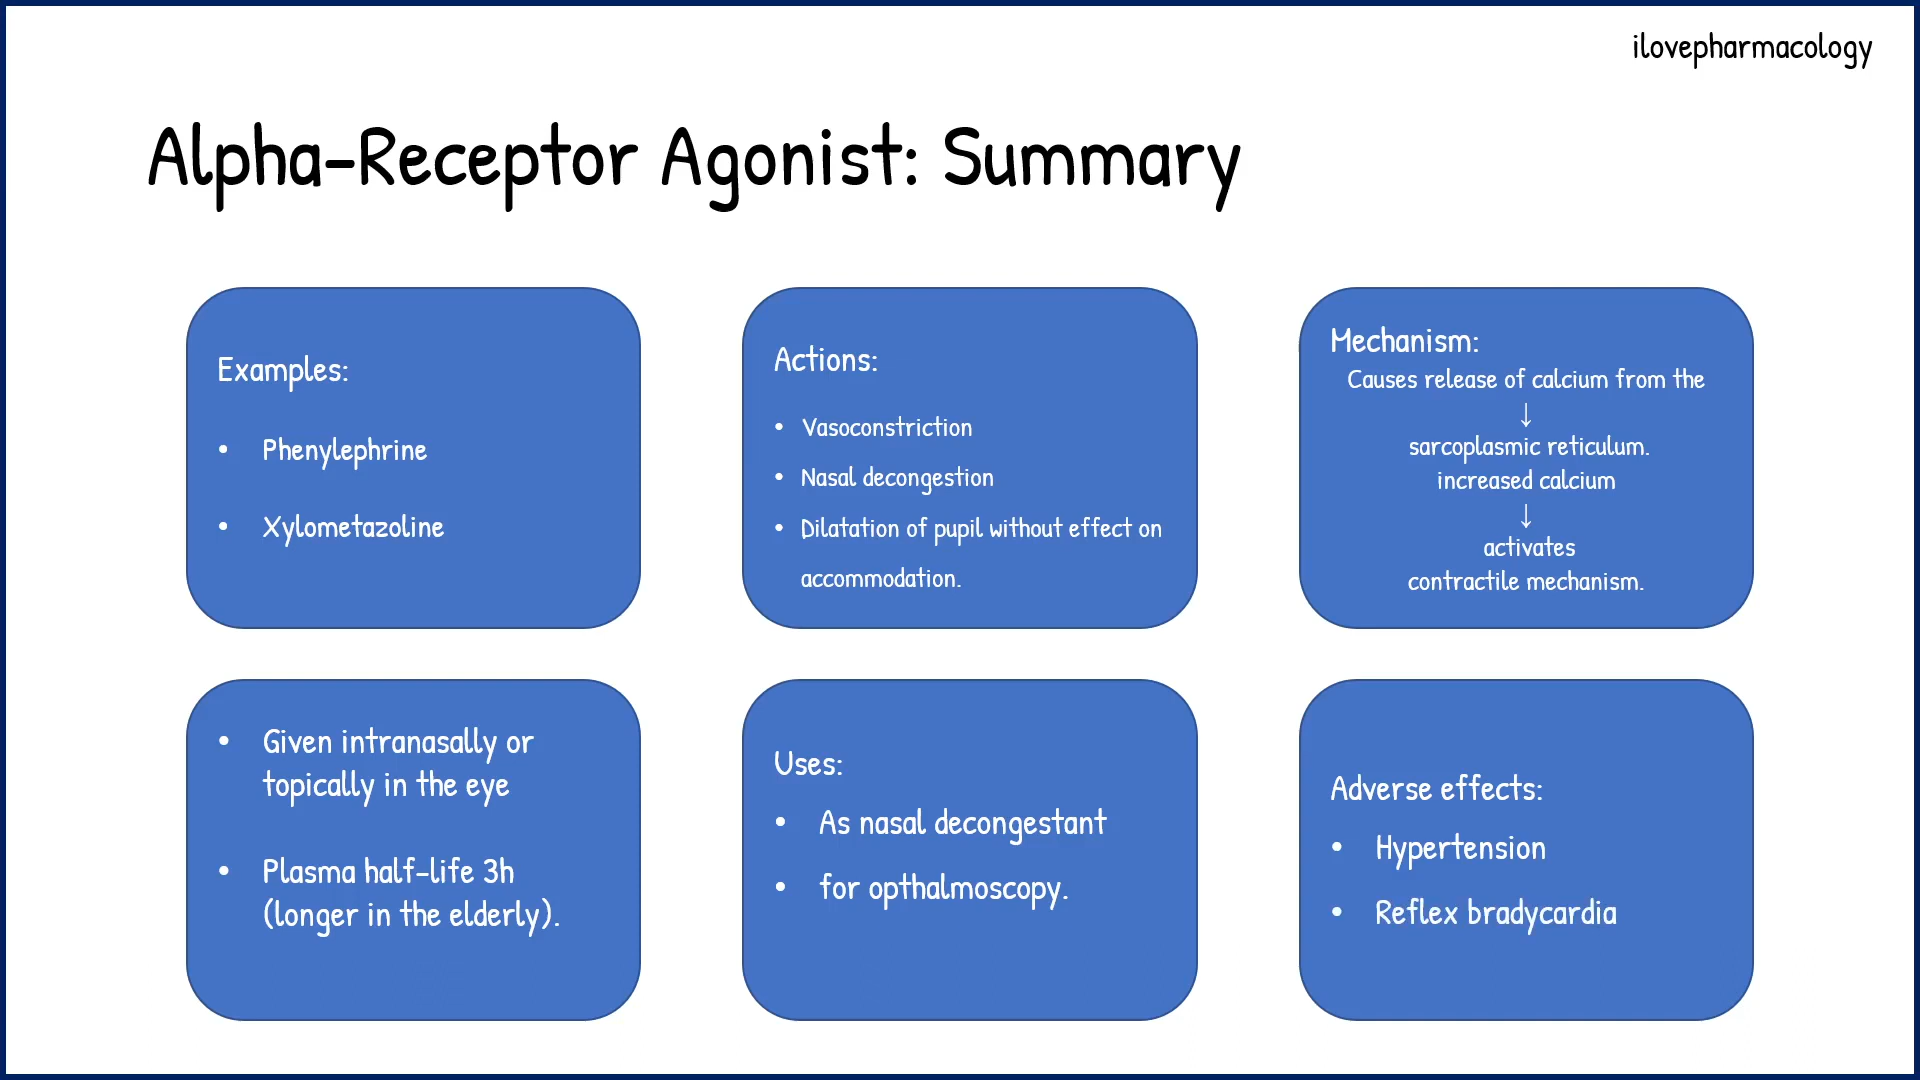 ilovepharmacology
Alpha-Receptor Agonist: Summary
Examples:
• Phenylephrine
• Xylometazoline
Actions:
• Vasoconstriction
• Nasal decongestion
• Dilatation of pupil without effect on
accommodation.
Mechanism:
Causes release of calcium from the
↓
sarcoplasmic reticulum.
increased calcium
↓
activates
contractile mechanism.
• Given intranasally or
topically in the eye
• Plasma half-life 3h
(longer in the elderly).
Uses:
• As nasal decongestant
• for opthalmoscopy.
Adverse effects:
• Hypertension
• Reflex bradycardia